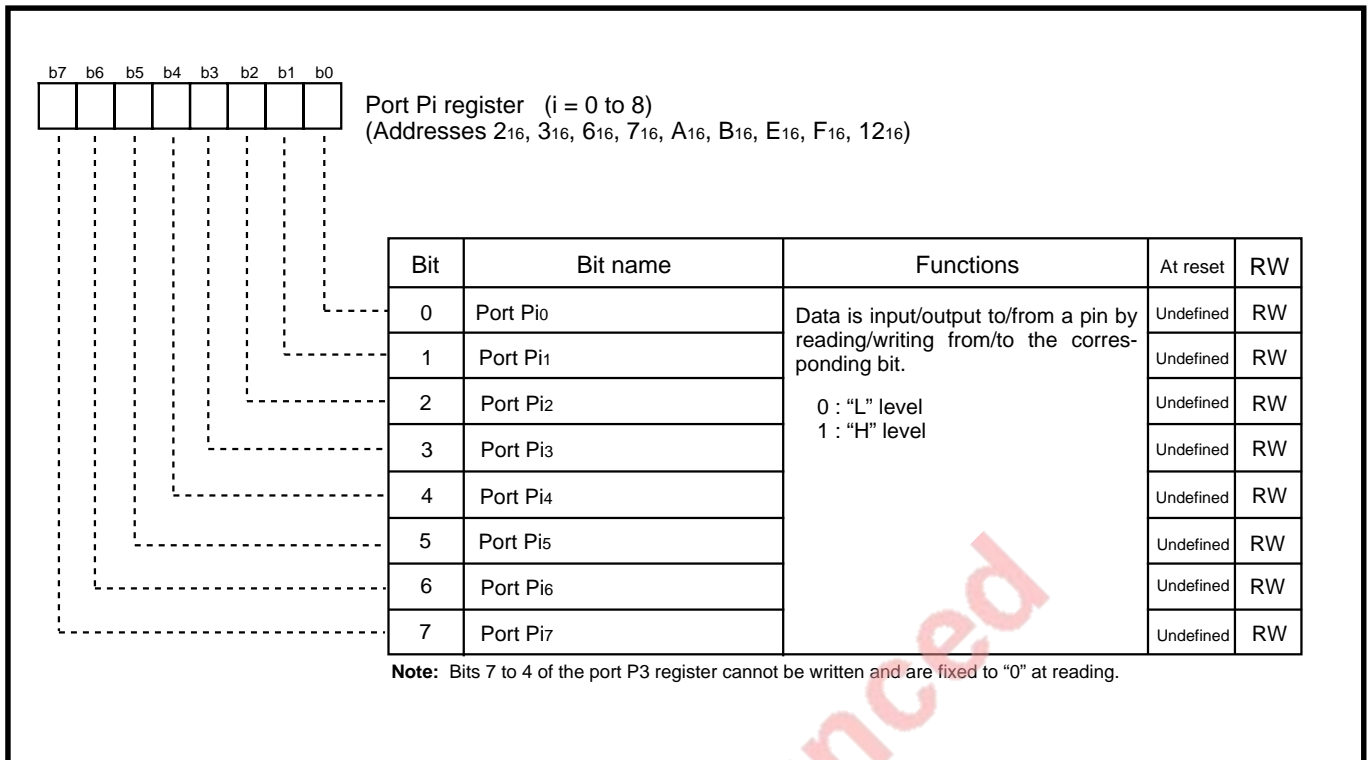 b7 b6 b5 b4 b3 b2 b1 b0
Port Pi register (i = 0 to 8)
(Addresses 2₁₆, 3₁₆, 6₁₆, 7₁₆, A₁₆, B₁₆, E₁₆, F₁₆, 12₁₆)
Bit Bit name Functions At reset RW
0 Port Pi₀ Data is input/output to/from a pin by Undefined RW
reading/writing from/to the corres-
1 Port Pi₁ ponding bit. Undefined RW
2 Port Pi₂ 0 : “L” level Undefined RW
1 : “H” level
3 Port Pi₃ Undefined RW
4 Port Pi₄ Undefined RW
5 Port Pi₅ Undefined RW
6 Port Pi₆ Undefined RW
7 Port Pi₇ Undefined RW
Note: Bits 7 to 4 of the port P3 register cannot be written and are fixed to “0” at reading.
nced